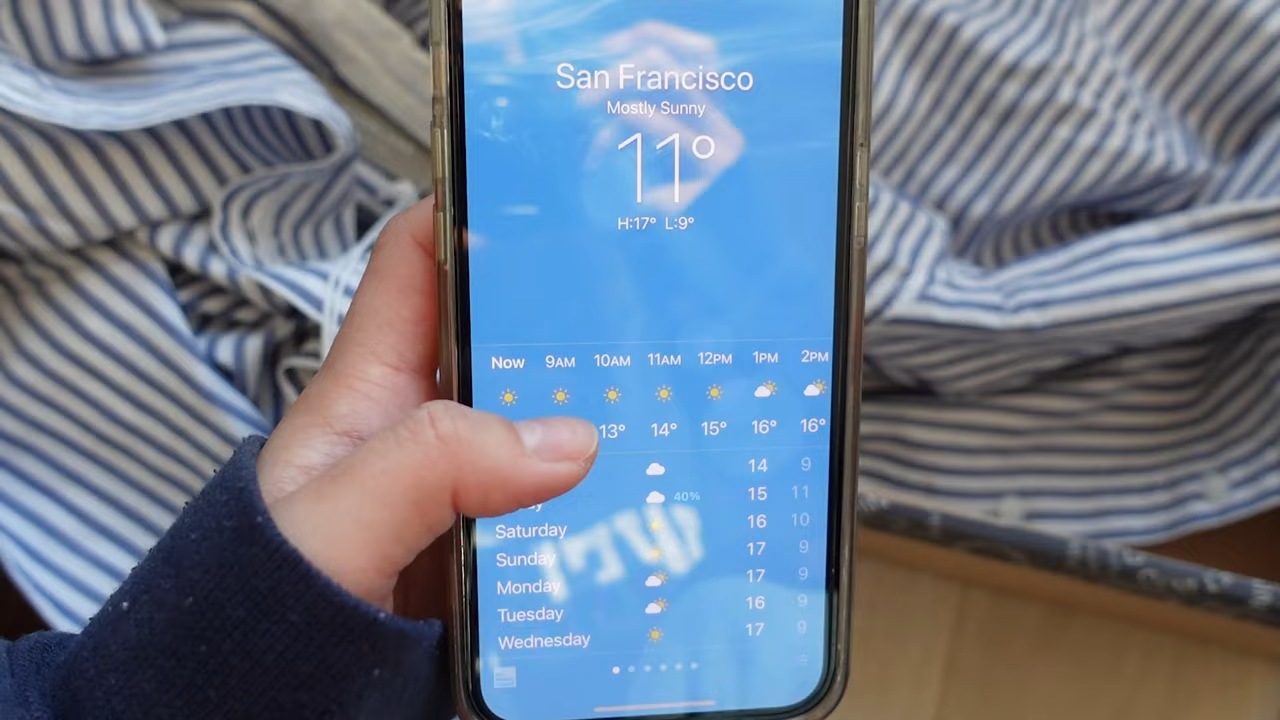 San Francisco
Mostly Sunny
11°
H:17° L:9°
Now 9AM 10AM 11AM 12PM 1PM 2PM
13° 14° 15° 16° 16°
14 9
40% 15 11
Saturday 16 10
Sunday 17 9
Monday 17 9
Tuesday 16 9
Wednesday 17 9